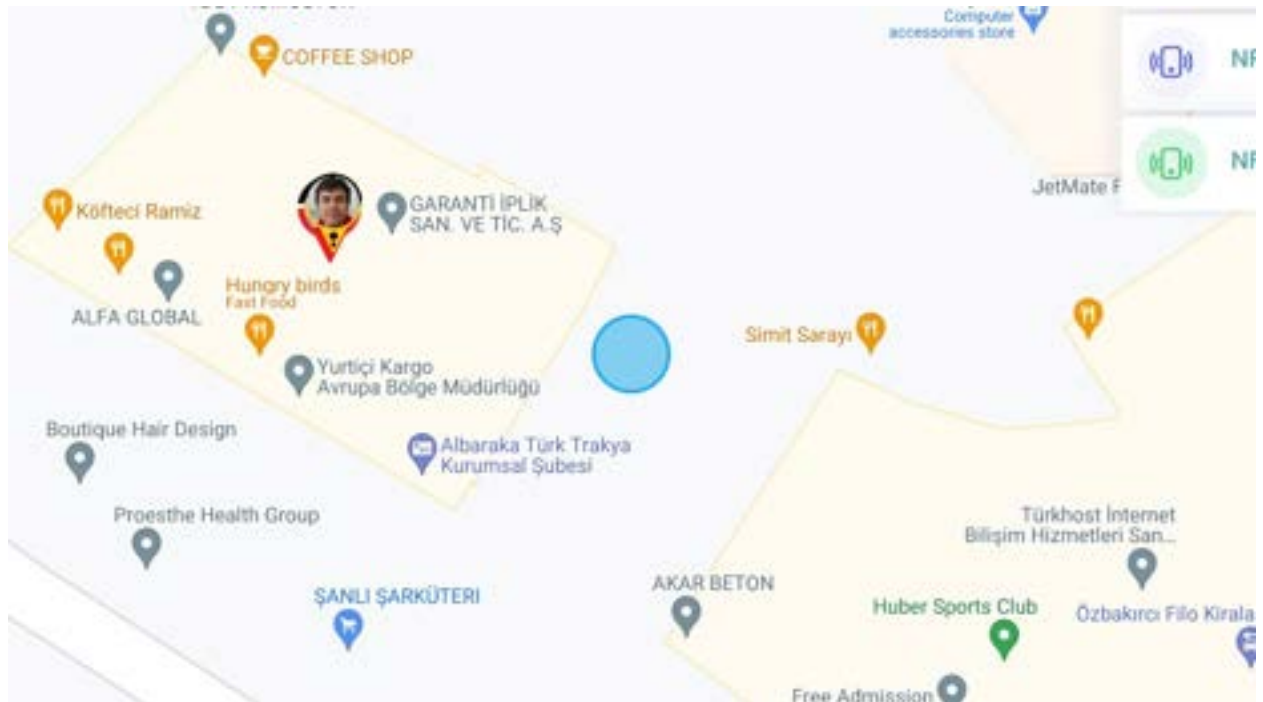 Computer
accessories store
COFFEE SHOP
JetMate
Köfteci Ramiz
GARANTİ İPLİK
SAN. VE TİC. A.Ş
Hungry birds
Fast Food
ALFA GLOBAL
Simit Sarayı
Yurtiçi Kargo
Avrupa Bölge Müdürlüğü
Boutique Hair Design
Albaraka Türk Trakya
Kurumsal Şubesi
Proesthe Health Group
Türkhost İnternet
Bilişim Hizmetleri San...
ŞANLI ŞARKÜTERI
AKAR BETON
Huber Sports Club
Özbakırcı Filo Kirala
Free Admission